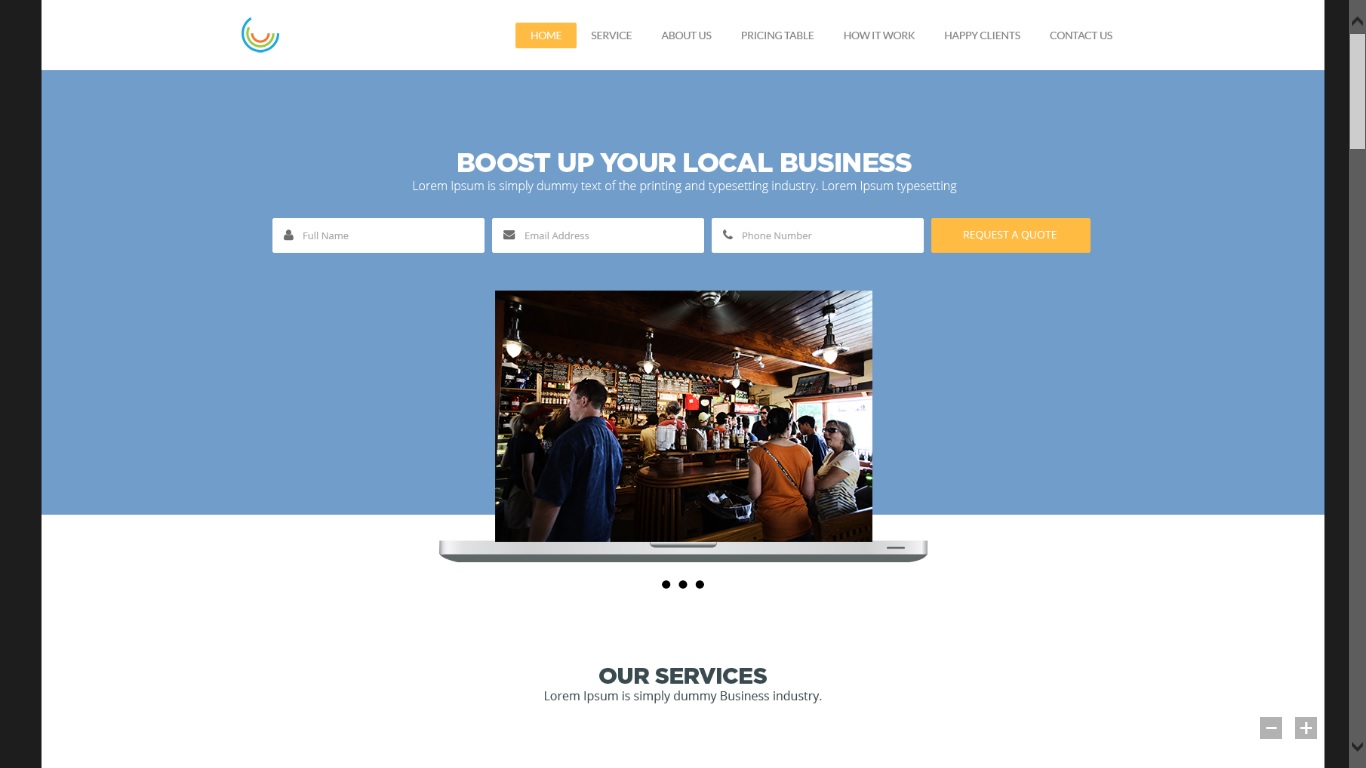 HOME SERVICE ABOUT US PRICING TABLE HOW IT WORK HAPPY CLIENTS CONTACT US
BOOST UP YOUR LOCAL BUSINESS
Lorem Ipsum is simply dummy text of the printing and typesetting industry. Lorem Ipsum typesetting
Full Name Email Address Phone Number REQUEST A QUOTE
OUR SERVICES
Lorem Ipsum is simply dummy Business industry.